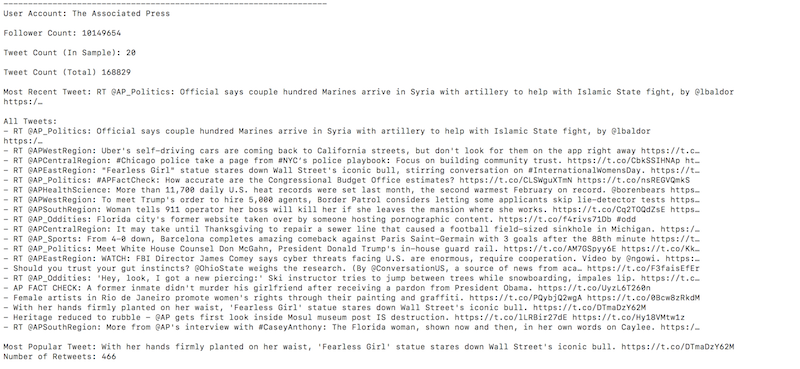 --------------------------------------------------------------
User Account: The Associated Press
Follower Count: 10149654
Tweet Count (In Sample): 20
Tweet Count (Total) 168829
Most Recent Tweet: RT @AP_Politics: Official says couple hundred Marines arrive in Syria with artillery to help with Islamic State fight, by @lbaldor
https:/…
All Tweets:
- RT @AP_Politics: Official says couple hundred Marines arrive in Syria with artillery to help with Islamic State fight, by @lbaldor
https:/…
- RT @APWestRegion: Uber's self-driving cars are coming back to California streets, but don't look for them on the app right away https://t.c…
- RT @APCentralRegion: #Chicago police take a page from #NYC's police playbook: Focus on building community trust. https://t.co/CbkSSIHNAp ht…
- RT @APEastRegion: "Fearless Girl" statue stares down Wall Street's iconic bull, stirring conversation on #InternationalWomensDay. https://t…
- RT @AP_Politics: #APFactCheck: How accurate are the Congressional Budget Office estimates? https://t.co/CLSWguXTmN https://t.co/nsREGVQmkS
- RT @APHealthScience: More than 11,700 daily U.S. heat records were set last month, the second warmest February on record. @borenbears https…
- RT @APWestRegion: To meet Trump's order to hire 5,000 agents, Border Patrol considers letting some applicants skip lie-detector tests https…
- RT @APSouthRegion: Woman tells 911 operator her boss will kill her if she leaves the mansion where she works. https://t.co/Cq2TOQdZsE https…
- RT @AP_Oddities: Florida city's former website taken over by someone hosting pornographic content. https://t.co/f4rivs71Db #odd
- RT @APCentralRegion: It may take until Thanksgiving to repair a sewer line that caused a football field-sized sinkhole in Michigan. https:/…
- RT @AP_Sports: From 4-0 down, Barcelona completes amazing comeback against Paris Saint-Germain with 3 goals after the 88th minute https://t…
- RT @AP_Politics: Meet White House Counsel Don McGahn, President Donald Trump's in-house guard rail. https://t.co/AM7GSpyy6E https://t.co/Kk…
- RT @APEastRegion: WATCH: FBI Director James Comey says cyber threats facing U.S. are enormous, require cooperation. Video by @ngowi. https:…
- Should you trust your gut instincts? @OhioState weighs the research. (By @ConversationUS, a source of news from aca… https://t.co/F3faisEfEr
- RT @AP_Oddities: 'Hey, look, I got a new piercing:' Ski instructor tries to jump between trees while snowboarding, impales lip. https://t.c…
- AP FACT CHECK: A former inmate didn't murder his girlfriend after receiving a pardon from President Obama. https://t.co/UyzL6T260n
- Female artists in Rio de Janeiro promote women's rights through their painting and graffiti. https://t.co/PQybjQ2wgA https://t.co/0Bcw8zRkdM
- With her hands firmly planted on her waist, 'Fearless Girl' statue stares down Wall Street's iconic bull. https://t.co/DTmaDzY62M
- Heritage reduced to rubble - @AP gets first look inside Mosul museum post IS destruction. https://t.co/lLRBir27dE https://t.co/Hy18VMtw1z
- RT @APSouthRegion: More from @AP's interview with #CaseyAnthony: The Florida woman, shown now and then, in her own words on Caylee. https:/…
Most Popular Tweet: With her hands firmly planted on her waist, 'Fearless Girl' statue stares down Wall Street's iconic bull. https://t.co/DTmaDzY62M
Number of Retweets: 466